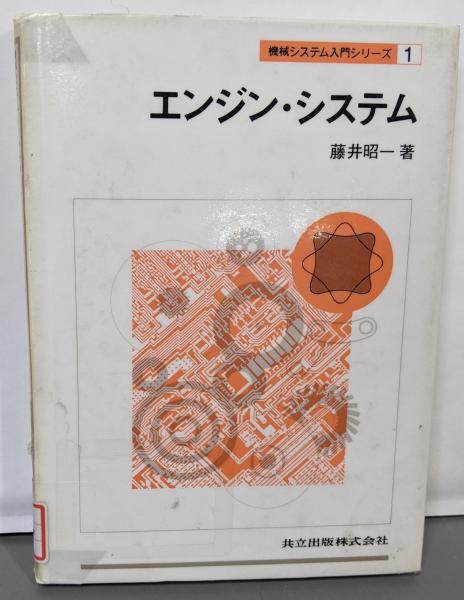 機械システム入門シリーズ 1
エンジン・システム
藤井昭一 著
共立出版株式会社